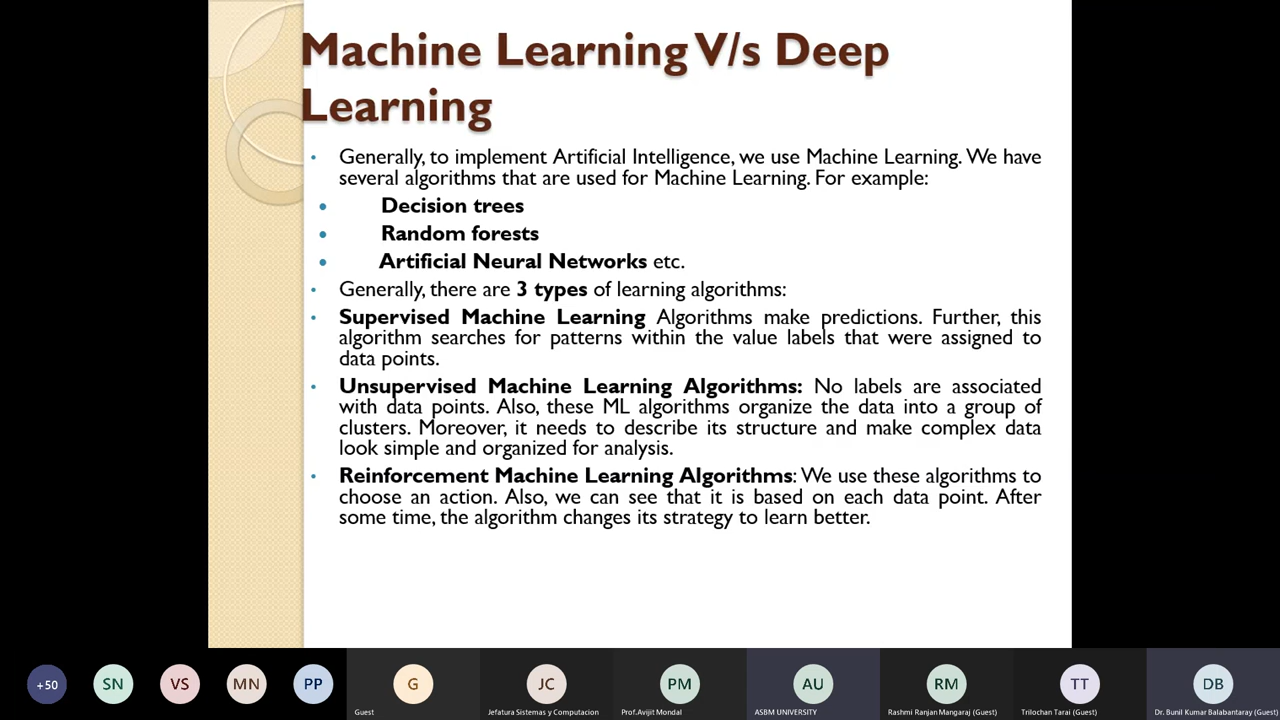 Machine Learning V/s Deep
Learning
• Generally, to implement Artificial Intelligence, we use Machine Learning. We have
several algorithms that are used for Machine Learning. For example:
• Decision trees
• Random forests
• Artificial Neural Networks etc.
• Generally, there are 3 types of learning algorithms:
• Supervised Machine Learning Algorithms make predictions. Further, this
algorithm searches for patterns within the value labels that were assigned to
data points.
• Unsupervised Machine Learning Algorithms: No labels are associated
with data points. Also, these ML algorithms organize the data into a group of
clusters. Moreover, it needs to describe its structure and make complex data
look simple and organized for analysis.
• Reinforcement Machine Learning Algorithms: We use these algorithms to
choose an action. Also, we can see that it is based on each data point. After
some time, the algorithm changes its strategy to learn better.
+50 SN VS MN PP G JC PM AU RM TT DB
Guest Jefatura Sistemas y Computacion Prof.Avijit Mondal ASBM UNIVERSITY Rashmi Ranjan Mangaraj (Guest) Trilochan Tarai (Guest) Dr. Bunil Kumar Balabantaray (Guest)